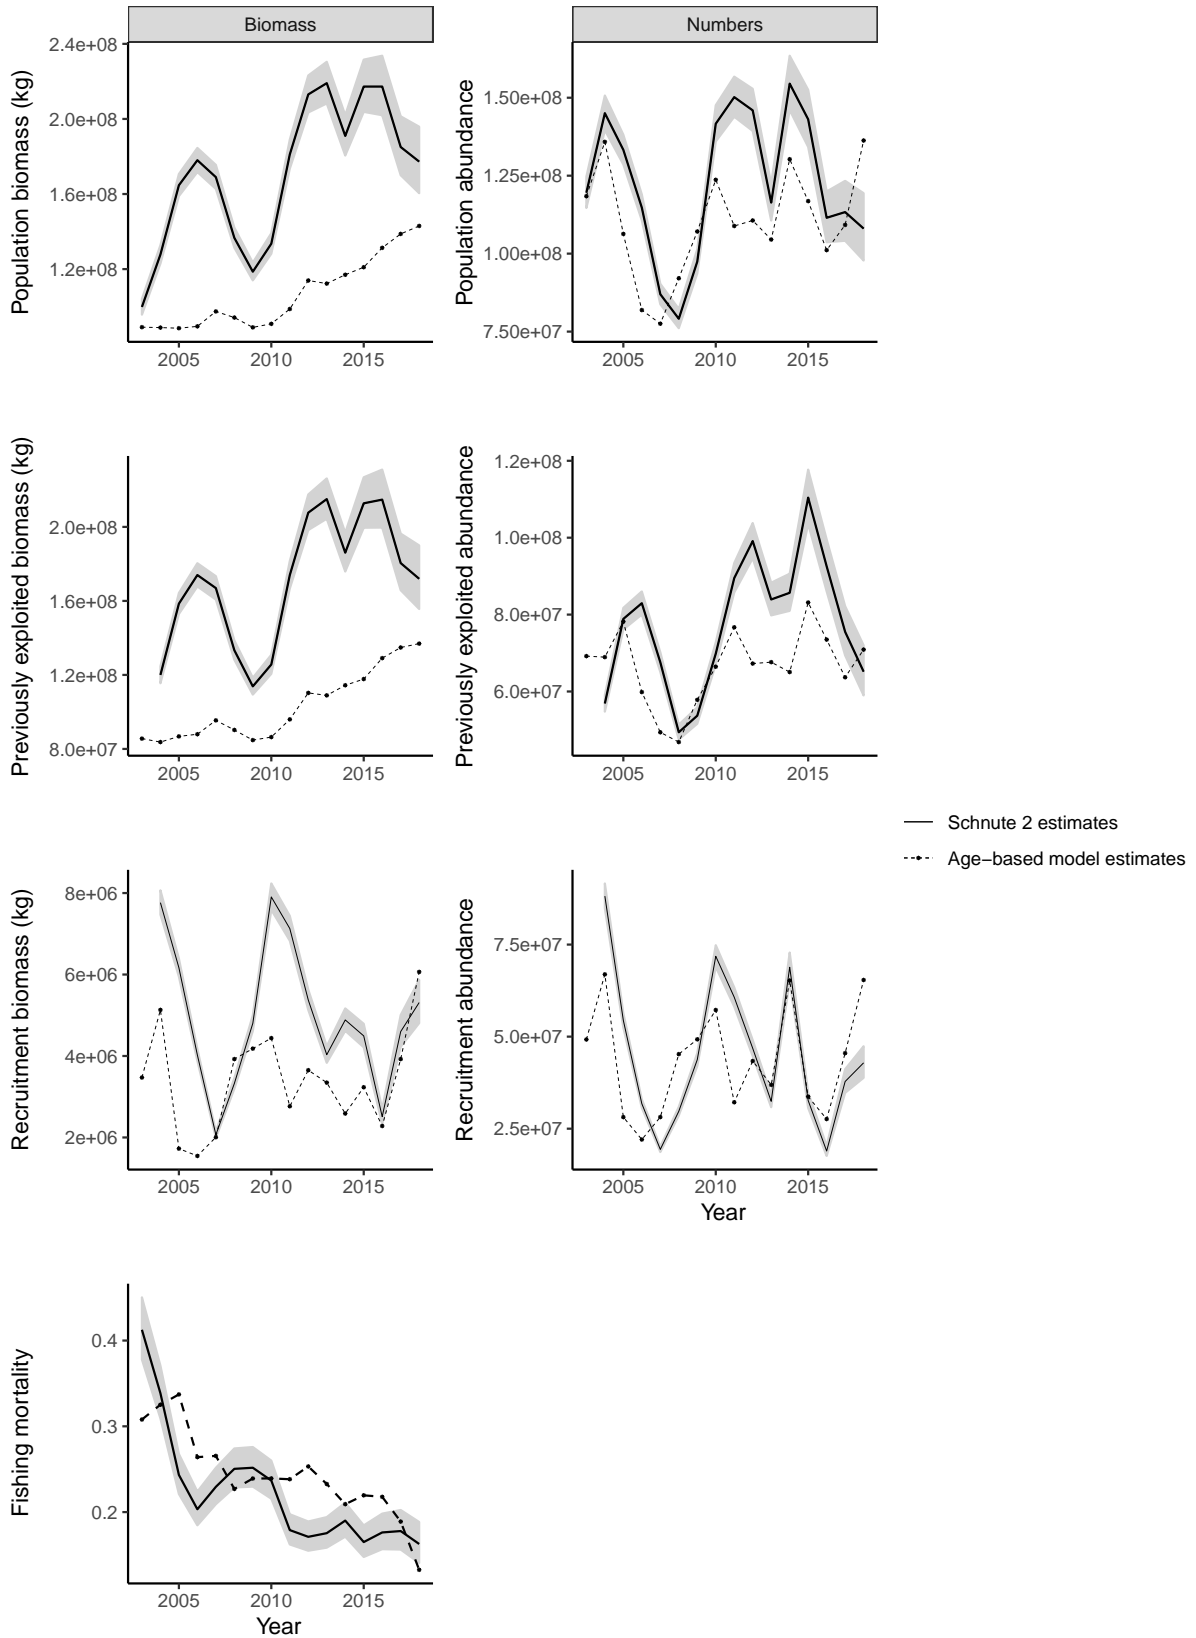 Biomass
Numbers
Population biomass (kg)
2.4e+08
2.0e+08
1.6e+08
1.2e+08
2005 2010 2015
Population abundance
1.50e+08
1.25e+08
1.00e+08
7.50e+07
2005 2010 2015
Previously exploited biomass (kg)
2.0e+08
1.6e+08
1.2e+08
8.0e+07
2005 2010 2015
Previously exploited abundance
1.2e+08
1.0e+08
8.0e+07
6.0e+07
2005 2010 2015
Schnute 2 estimates
Age−based model estimates
Recruitment biomass (kg)
8e+06
6e+06
4e+06
2e+06
2005 2010 2015
Recruitment abundance
7.5e+07
5.0e+07
2.5e+07
2005 2010 2015
Year
Fishing mortality
0.4
0.3
0.2
2005 2010 2015
Year